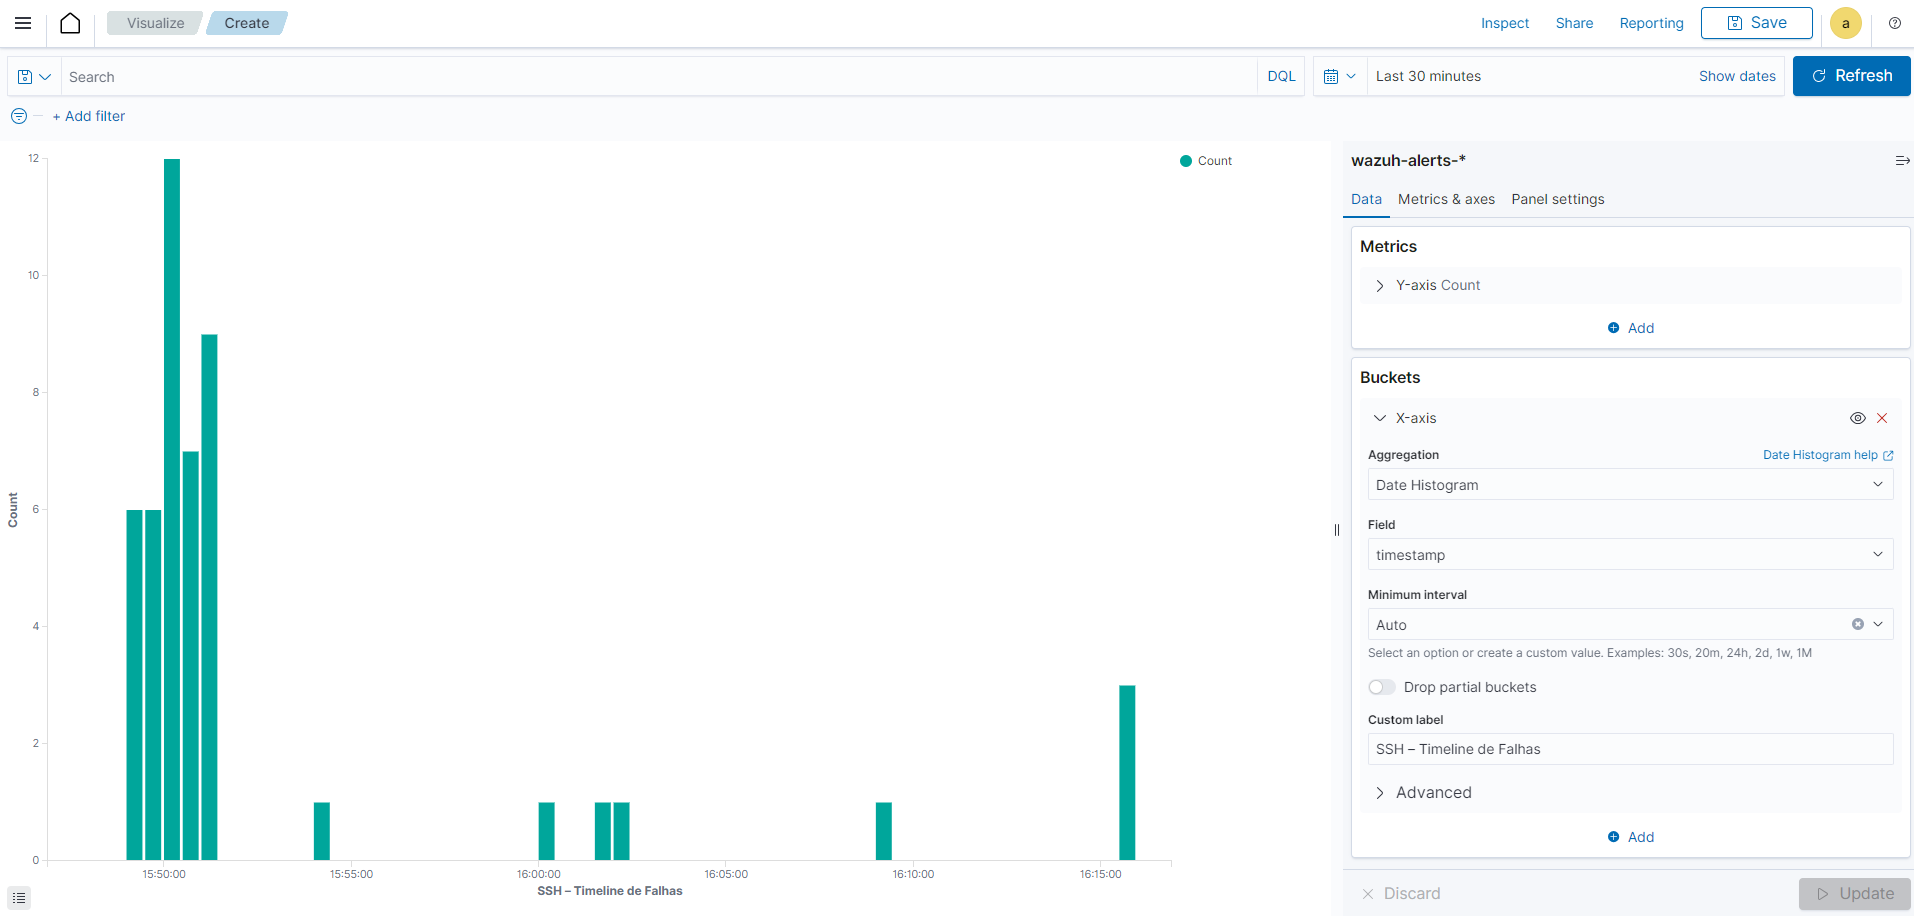 Visualize
Create
Inspect
Share
Reporting
Save
a
Search
DQL
Last 30 minutes
Show dates
Refresh
+ Add filter
12
10
8
6
4
2
0
Count
15:50:00
15:55:00
16:00:00
16:05:00
16:10:00
16:15:00
SSH – Timeline de Falhas
Count
wazuh-alerts-*
Data
Metrics & axes
Panel settings
Metrics
Y-axis Count
Add
Buckets
X-axis
Aggregation
Date Histogram help
Date Histogram
Field
timestamp
Minimum interval
Auto
Select an option or create a custom value. Examples: 30s, 20m, 24h, 2d, 1w, 1M
Drop partial buckets
Custom label
SSH – Timeline de Falhas
Advanced
Add
Discard
Update